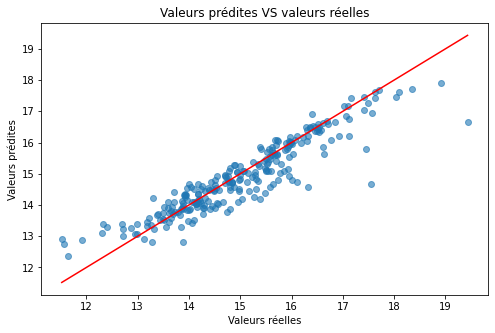 Valeurs prédites VS valeurs réelles
Valeurs prédites
19
18
17
16
15
14
13
12
12 13 14 15 16 17 18 19
Valeurs réelles